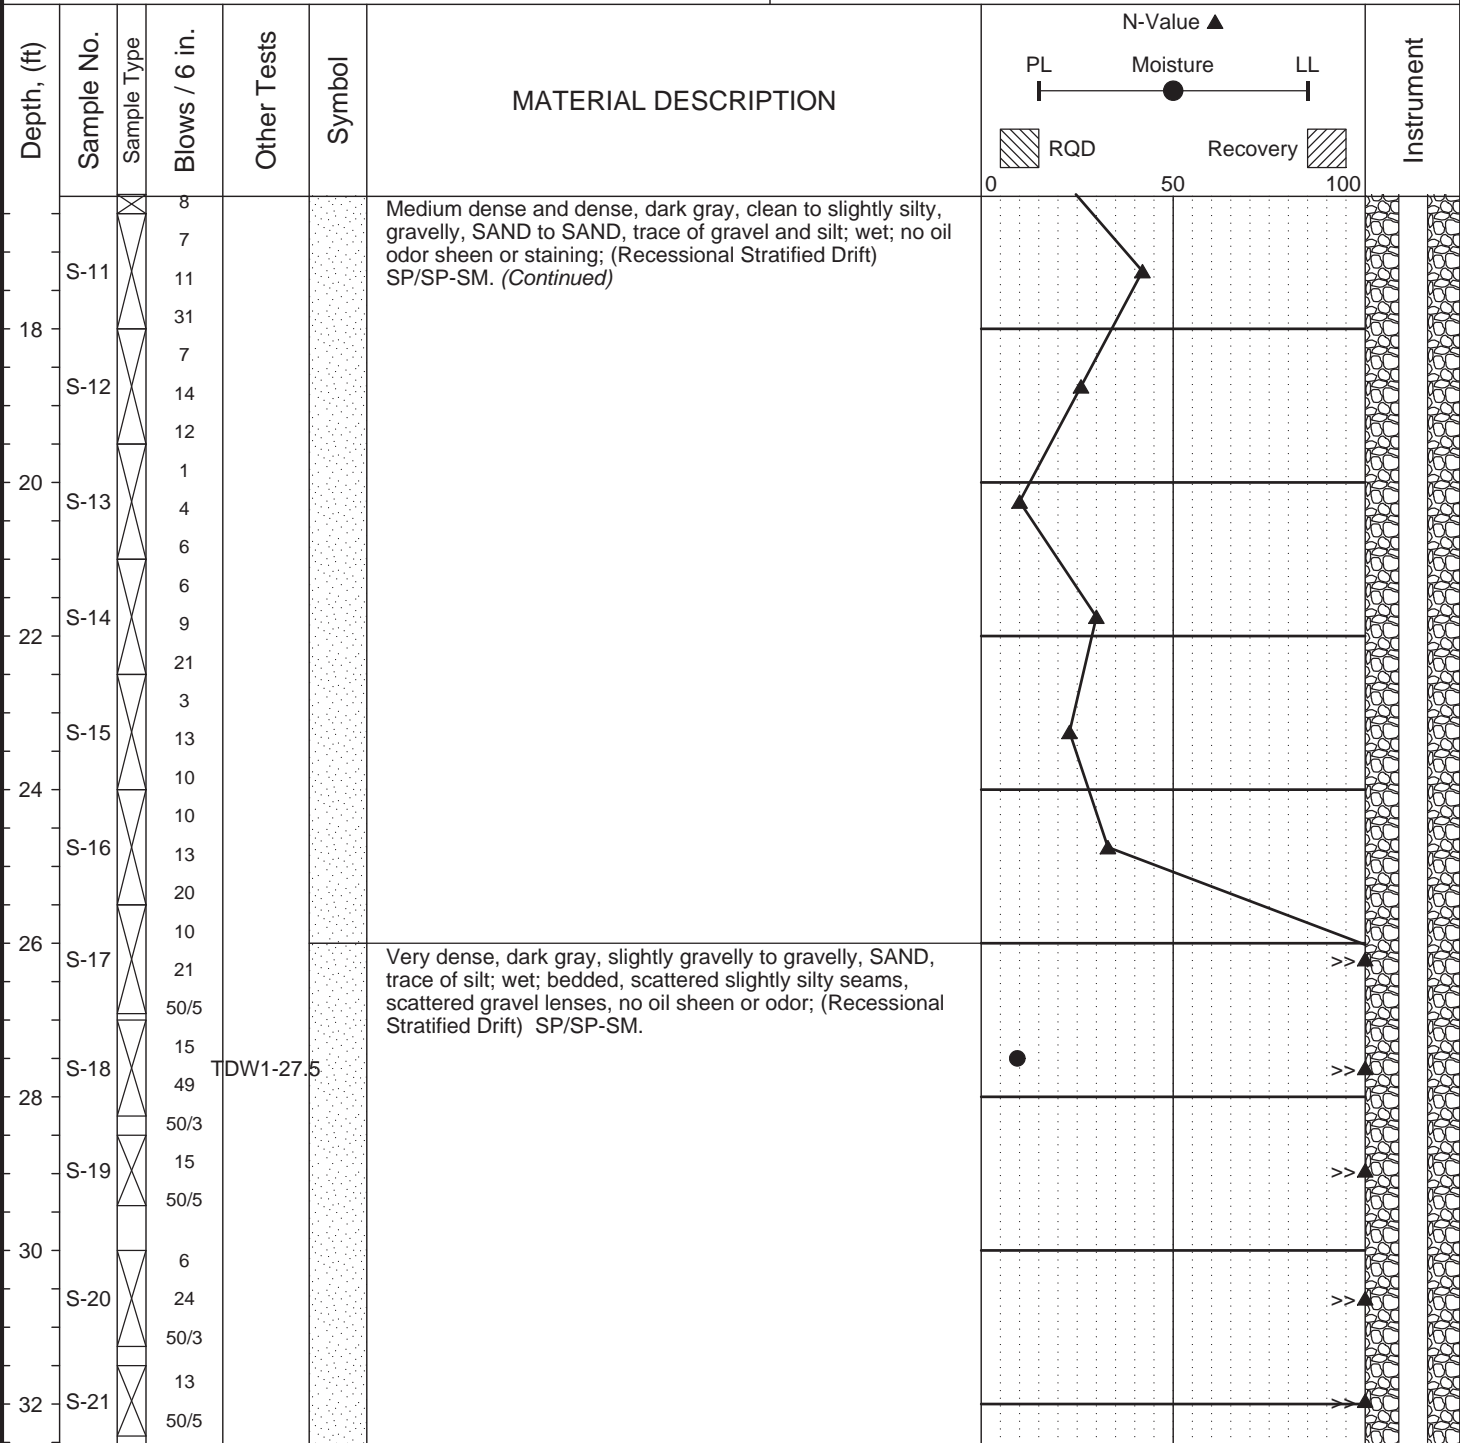 Depth, (ft)
Sample No.
Sample Type
Blows / 6 in.
Other Tests
Symbol
MATERIAL DESCRIPTION
N-Value ▲
PL Moisture LL
RQD Recovery
0 50 100
Instrument
8
Medium dense and dense, dark gray, clean to slightly silty,
gravelly, SAND to SAND, trace of gravel and silt; wet; no oil
odor sheen or staining; (Recessional Stratified Drift)
SP/SP-SM. (Continued)
7
S-11 11
31
18
7
S-12 14
12
1
20
S-13 4
6
6
S-14 9
21
22
3
S-15 13
10
24
10
S-16 13
20
10
26
Very dense, dark gray, slightly gravelly to gravelly, SAND,
trace of silt; wet; bedded, scattered slightly silty seams,
scattered gravel lenses, no oil sheen or odor; (Recessional
Stratified Drift) SP/SP-SM.
S-17 21 >>
50/5
15
S-18 TDW1-27.5 >>
49
28
50/3
15
S-19 >>
50/5
30
6
S-20 24 >>
50/3
13
32 S-21 >>
50/5